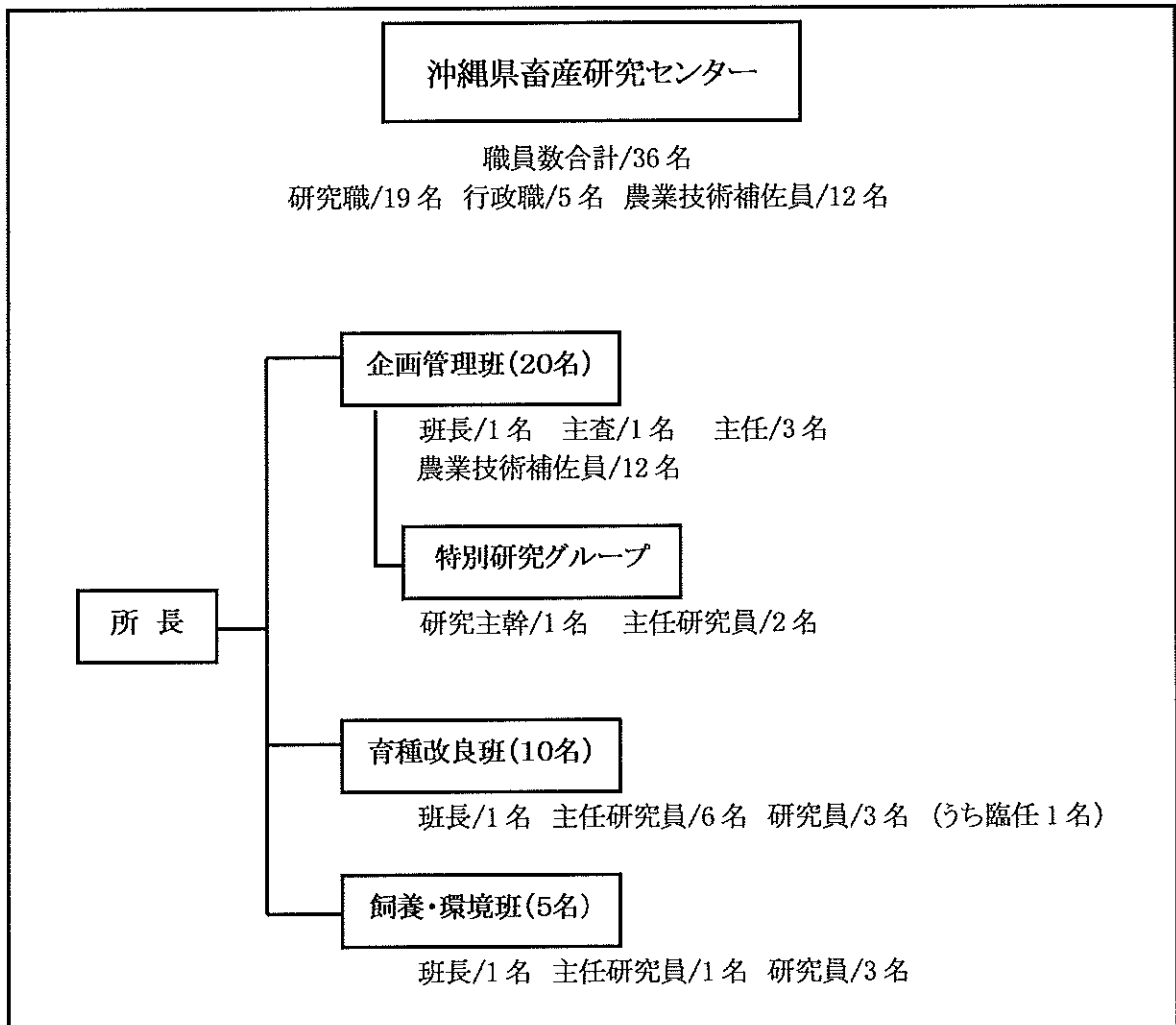 沖縄県畜産研究センター
職員数合計/36名
研究職/19名 行政職/5名 農業技術補佐員/12名
企画管理班(20名)
班長/1名 主査/1名 主任/3名
農業技術補佐員/12名
特別研究グループ
研究主幹/1名 主任研究員/2名
所 長
育種改良班(10名)
班長/1名 主任研究員/6名 研究員/3名 (うち臨任1名)
飼養・環境班(5名)
班長/1名 主任研究員/1名 研究員/3名